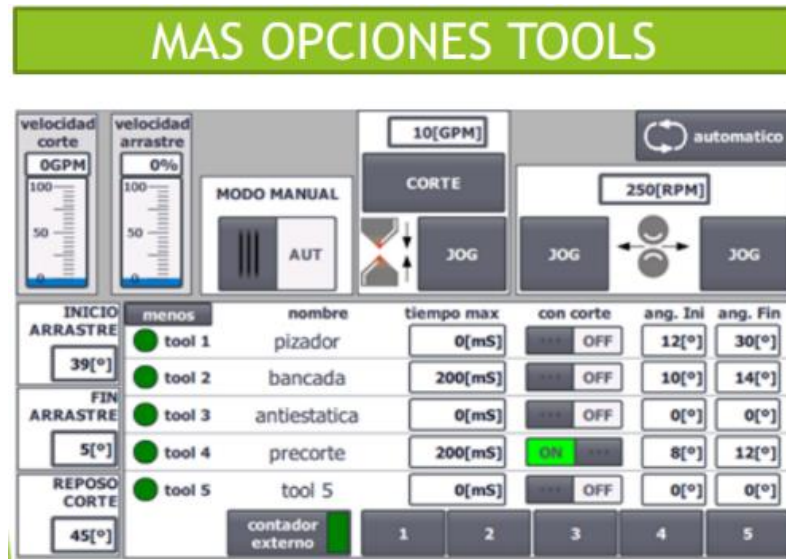 MAS OPCIONES TOOLS
velocidad corte
0GPM
100
50
0
velocidad arrastre
0%
100
50
0
MODO MANUAL
AUT
10[GPM]
CORTE
JOG
automatico
250[RPM]
JOG
JOG
INICIO ARRASTRE
39[º]
FIN ARRASTRE
5[º]
REPOSO CORTE
45[º]
menos nombre tiempo max con corte ang. Ini ang. Fin
tool 1 pizador 0[mS] OFF 12[º] 30[º]
tool 2 bancada 200[mS] OFF 10[º] 14[º]
tool 3 antiestatica 0[mS] OFF 0[º] 0[º]
tool 4 precorte 200[mS] ON 8[º] 12[º]
tool 5 tool 5 0[mS] OFF 0[º] 0[º]
contador externo 1 2 3 4 5